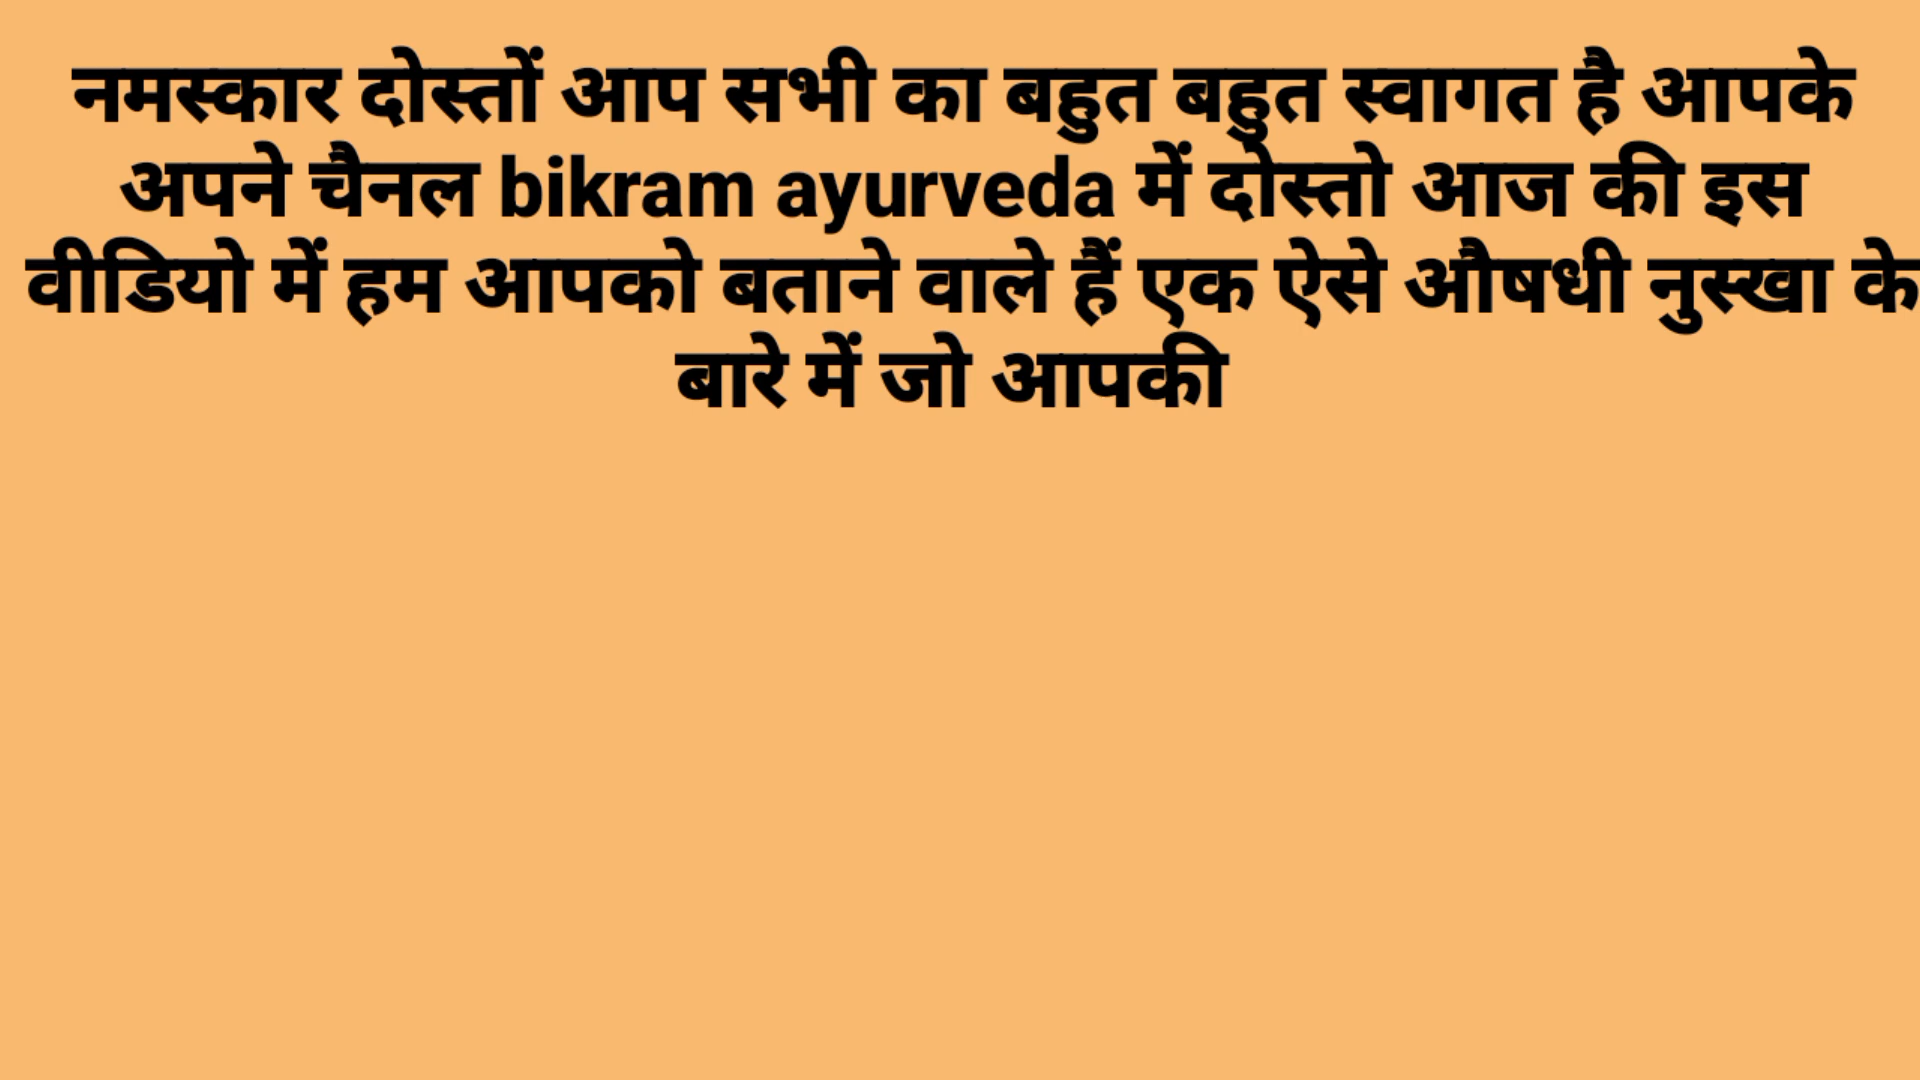 नमस्कार दोस्तों आप सभी का बहुत बहुत स्वागत है आपके
अपने चैनल bikram ayurveda में दोस्तो आज की इस
वीडियो में हम आपको बताने वाले हैं एक ऐसे औषधी नुस्खा के
बारे में जो आपकी